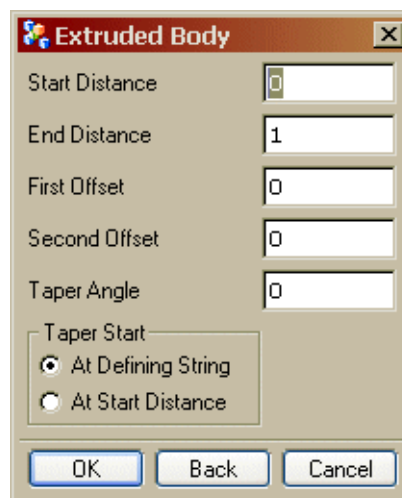 Extruded Body
Start Distance 0
End Distance 1
First Offset 0
Second Offset 0
Taper Angle 0
Taper Start
At Defining String
At Start Distance
OK Back Cancel